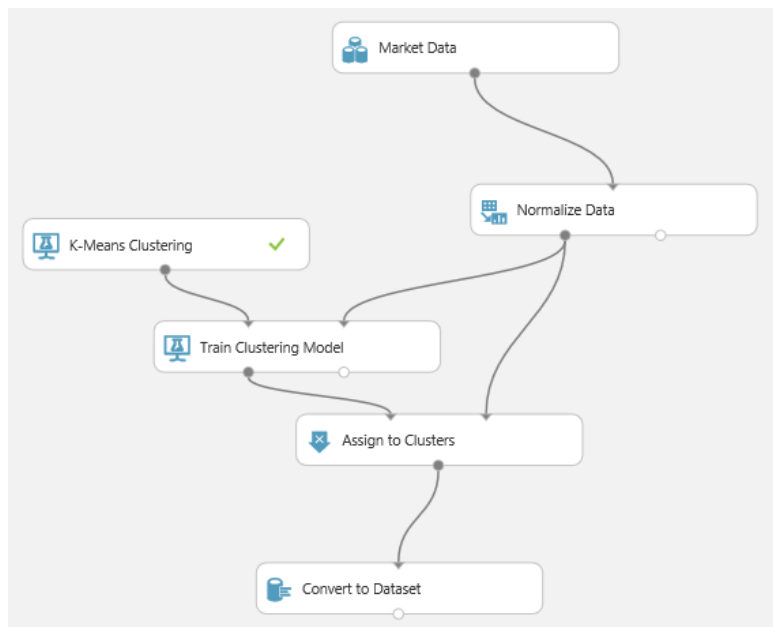 Market Data
Normalize Data
K-Means Clustering
Train Clustering Model
Assign to Clusters
Convert to Dataset